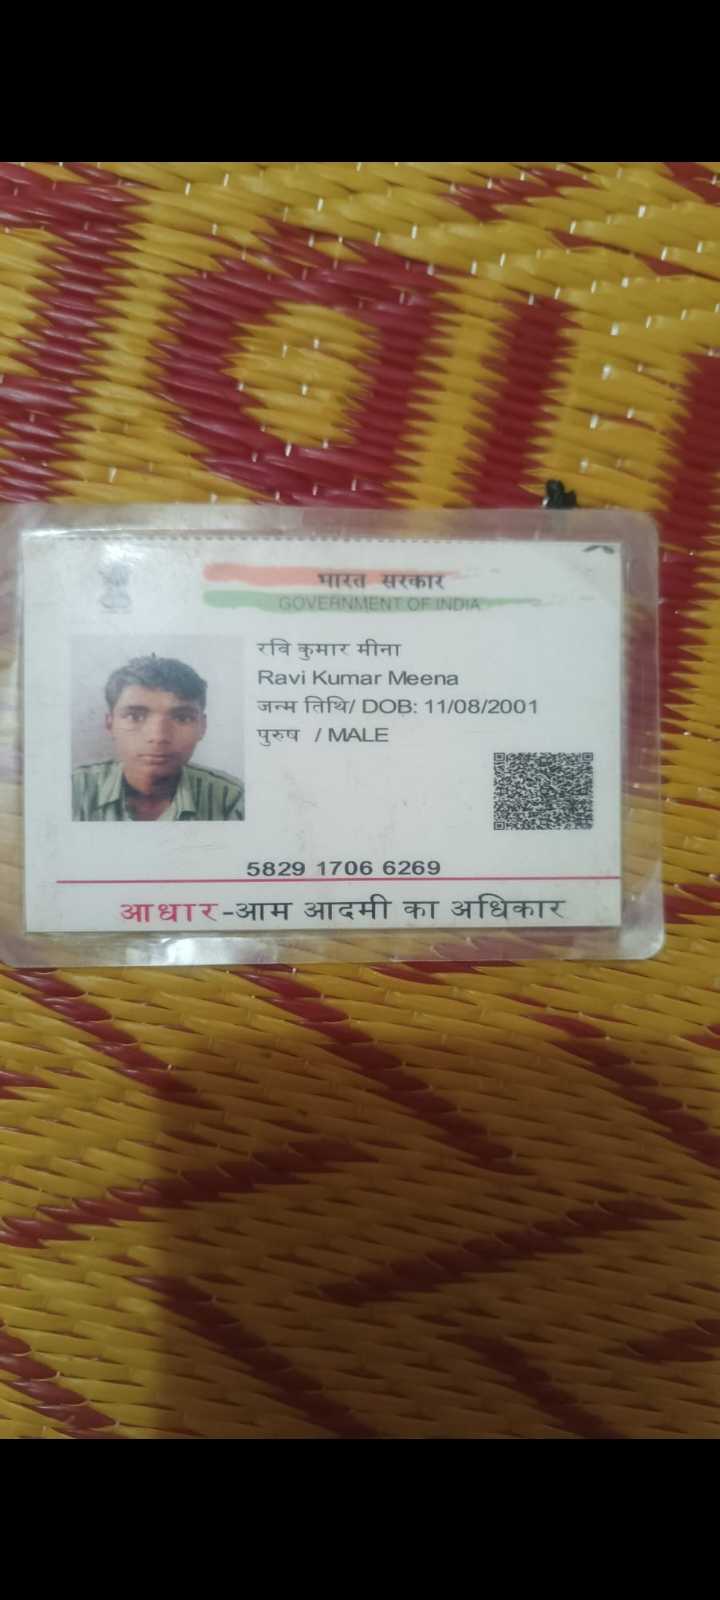 भारत सरकार
GOVERNMENT OF INDIA
रवि कुमार मीना
Ravi Kumar Meena
जन्म तिथि/ DOB: 11/08/2001
पुरुष / MALE
5829 1706 6269
आधार-आम आदमी का अधिकार